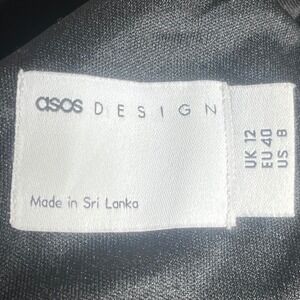 asos DESIGN
Made in Sri Lanka
UK 12
EU 40
US 8